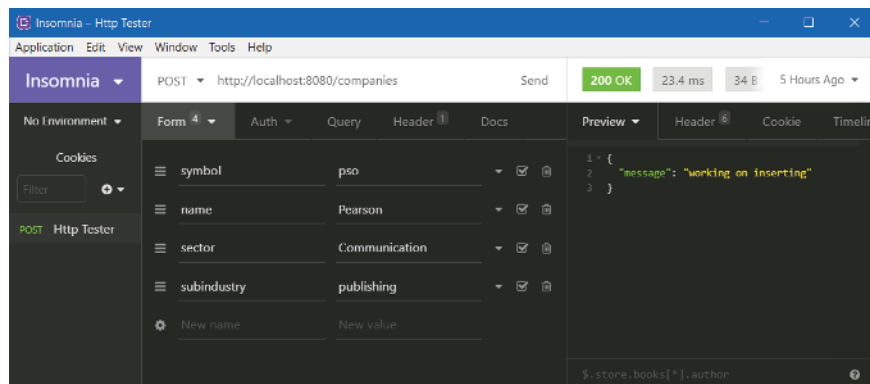 Insomnia – Http Tester
Application Edit View Window Tools Help
Insomnia POST http://localhost:8080/companies Send 200 OK 23.4 ms 34 B 5 Hours Ago
No Environment Form 4 Auth Query Header 1 Docs Preview Header 6 Cookie Timelin
Cookies
Filter
POST Http Tester
symbol pso
name Pearson
sector Communication
subindustry publishing
New name New value
1 {
2 "message": "working on inserting"
3 }
$.store.books[*].author